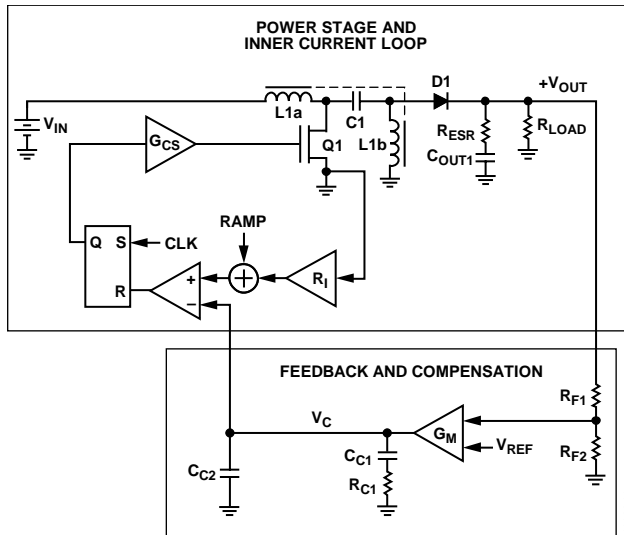 POWER STAGE AND
INNER CURRENT LOOP
D1
+VOUT
L1a
C1
VIN
GCS
Q1
L1b
RESR
RLOAD
COUT1
RAMP
Q
S
CLK
+
RI
R
+
−
FEEDBACK AND COMPENSATION
RF1
VC
GM
CC1
VREF
RF2
CC2
RC1